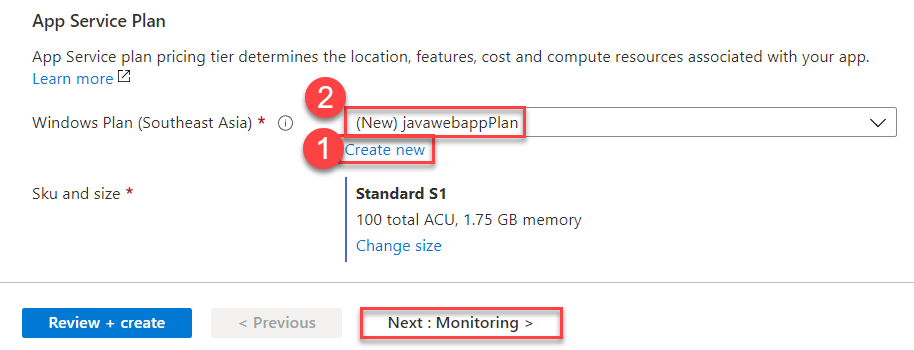 App Service Plan
App Service plan pricing tier determines the location, features, cost and compute resources associated with your app.
Learn more
2
Windows Plan (Southeast Asia) * (New) javawebappPlan
1 Create new
Sku and size * Standard S1
100 total ACU, 1.75 GB memory
Change size
Review + create < Previous Next : Monitoring >